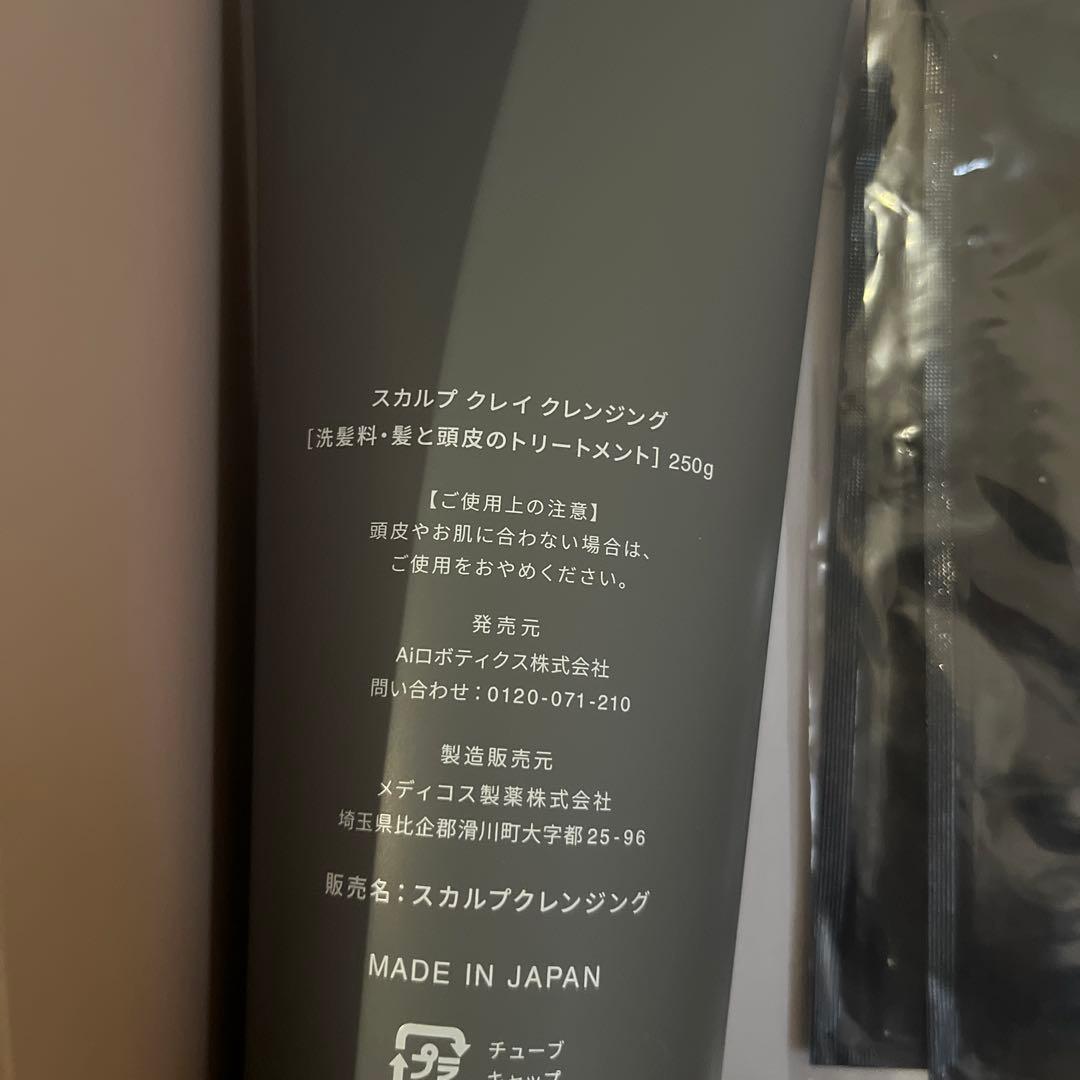 スカルプ クレイ クレンジング
[洗髪料・髪と頭皮のトリートメント] 250g
【ご使用上の注意】
頭皮やお肌に合わない場合は、
ご使用をおやめください。
発売元
Aiロボティクス株式会社
問い合わせ：0120-071-210
製造販売元
メディコス製薬株式会社
埼玉県比企郡滑川町大字都25-96
販売名：スカルプクレンジング
MADE IN JAPAN
プラ
チューブ
キャップ